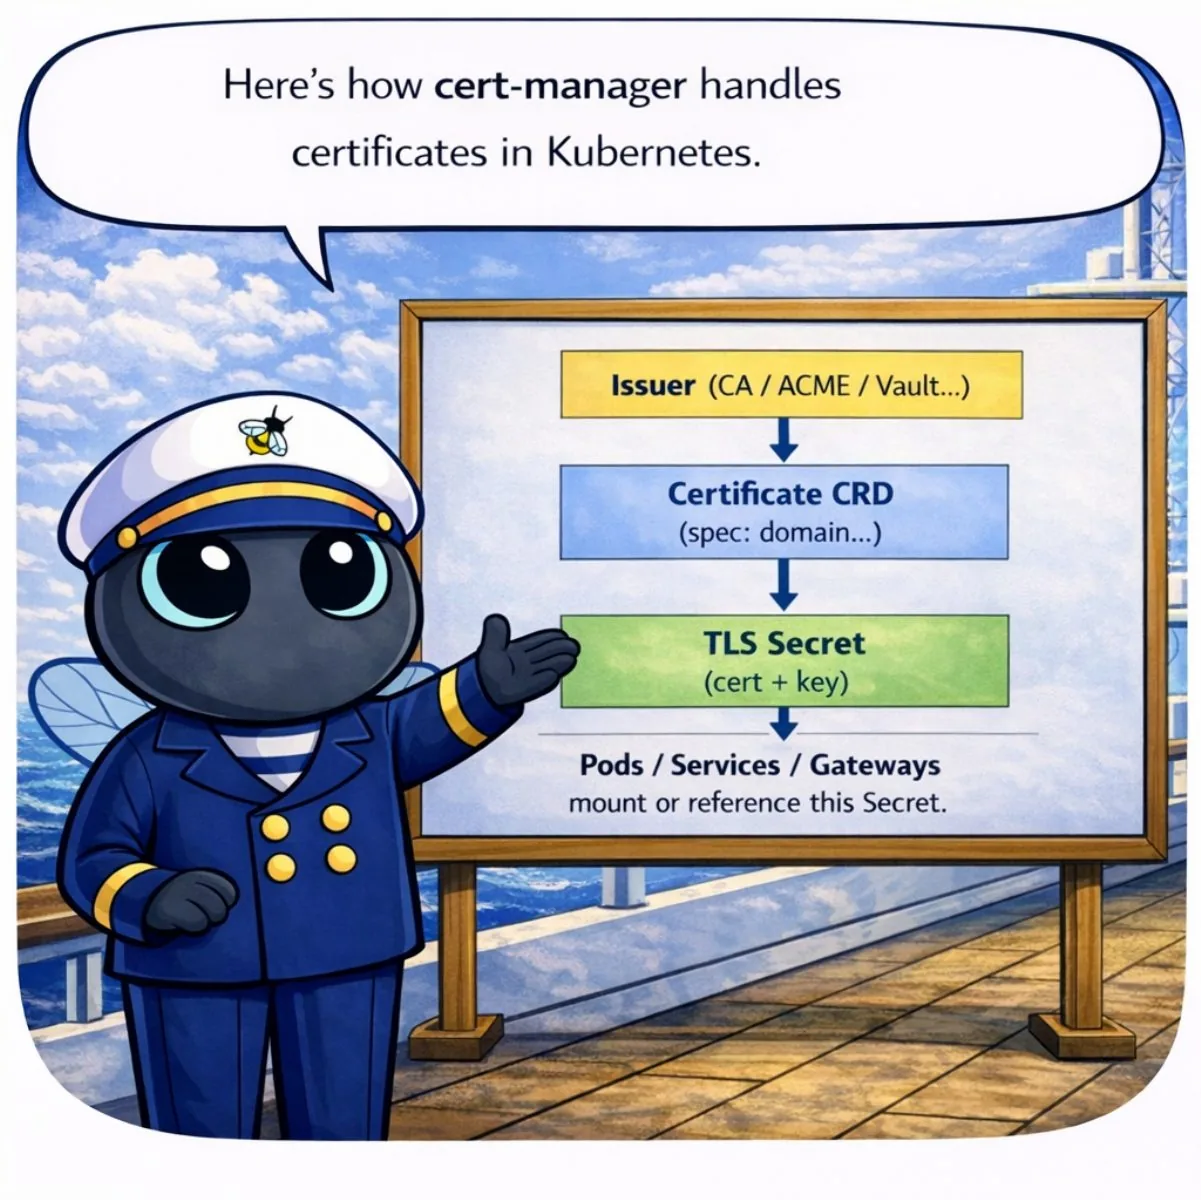 Here's how cert-manager handles
certificates in Kubernetes.
Issuer (CA / ACME / Vault...)
Certificate CRD
(spec: domain...)
TLS Secret
(cert + key)
Pods / Services / Gateways
mount or reference this Secret.